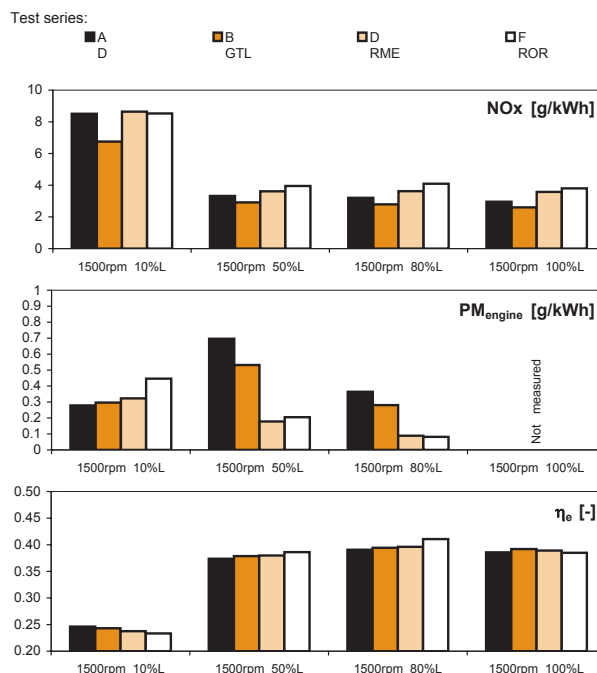 Test series:
A B D F
D GTL RME ROR
NOx [g/kWh]
10
8
6
4
2
0
1500rpm 10%L 1500rpm 50%L 1500rpm 80%L 1500rpm 100%L
PMengine [g/kWh]
1
0.9
0.8
0.7
0.6
0.5
0.4
0.3
0.2
0.1
0
Not measured
1500rpm 10%L 1500rpm 50%L 1500rpm 80%L 1500rpm 100%L
ηe [-]
0.50
0.45
0.40
0.35
0.30
0.25
0.20
1500rpm 10%L 1500rpm 50%L 1500rpm 80%L 1500rpm 100%L